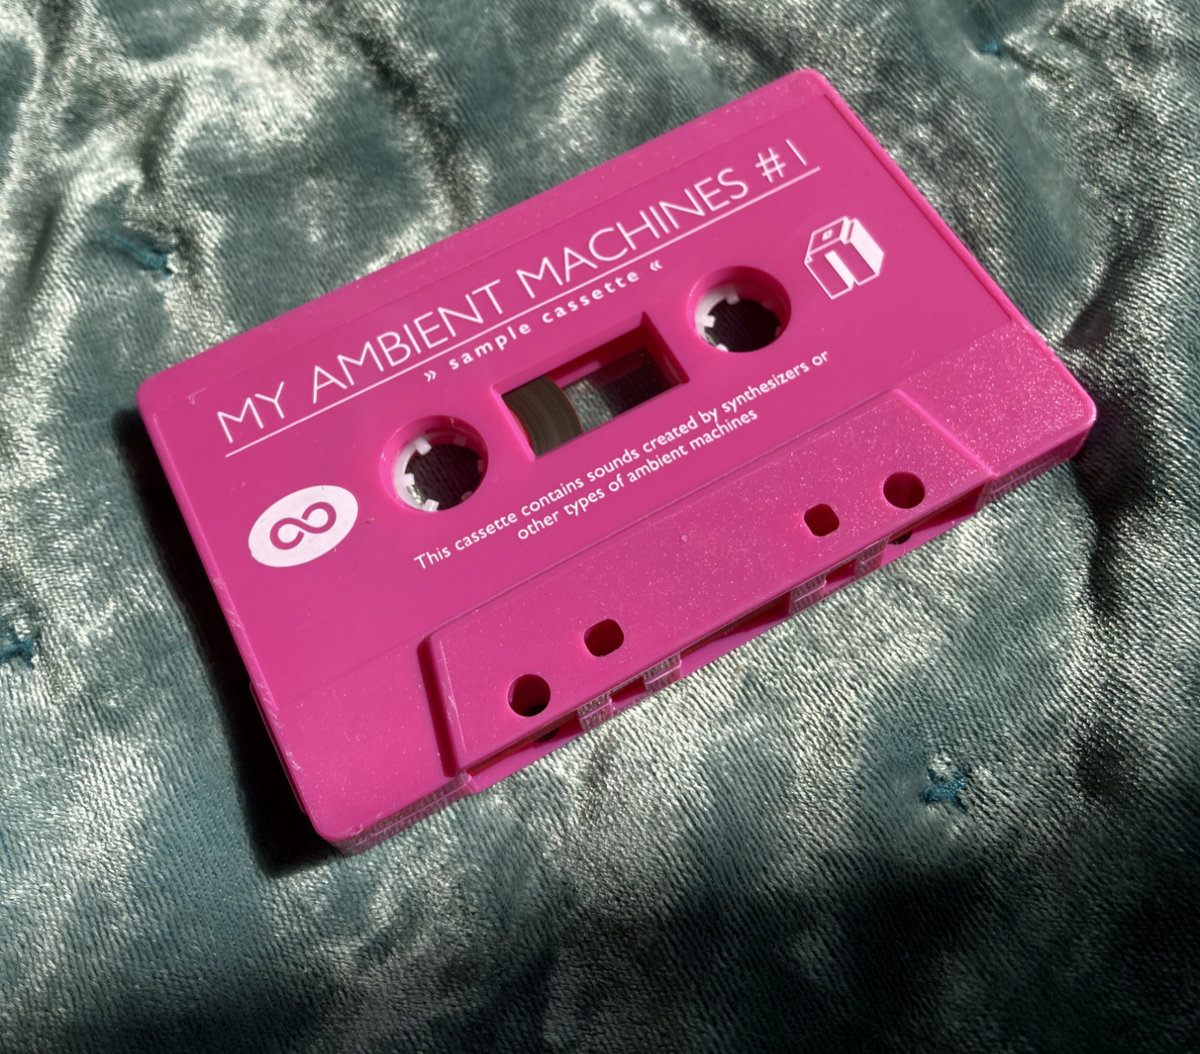 MY AMBIENT MACHINES #1
» sample cassette «
This cassette contains sounds created by synthesizers or
other types of ambient machines